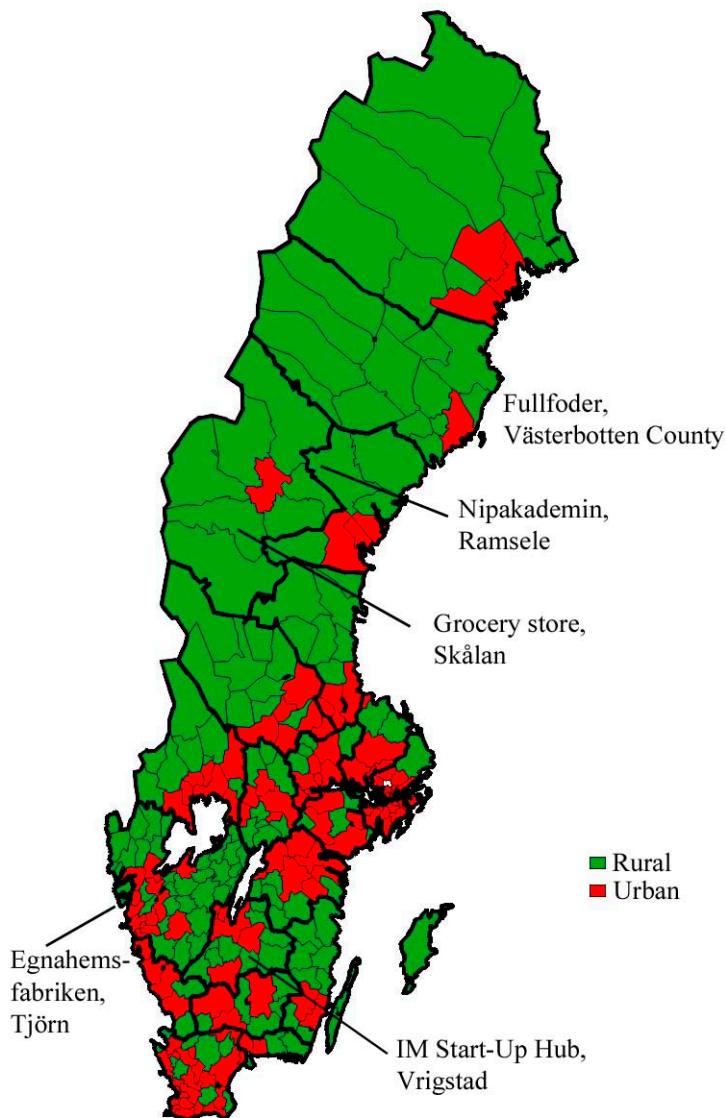 Fullfoder,
Västerbotten County
Nipakademin,
Ramsele
Grocery store,
Skålan
Rural
Urban
Egnahems-
fabriken,
Tjörn
IM Start-Up Hub,
Vrigstad